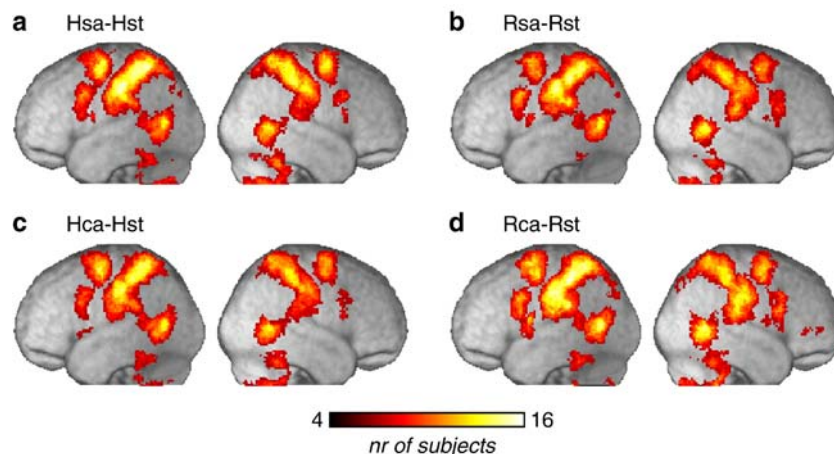 a Hsa-Hst
b Rsa-Rst
c Hca-Hst
d Rca-Rst
4 16
nr of subjects